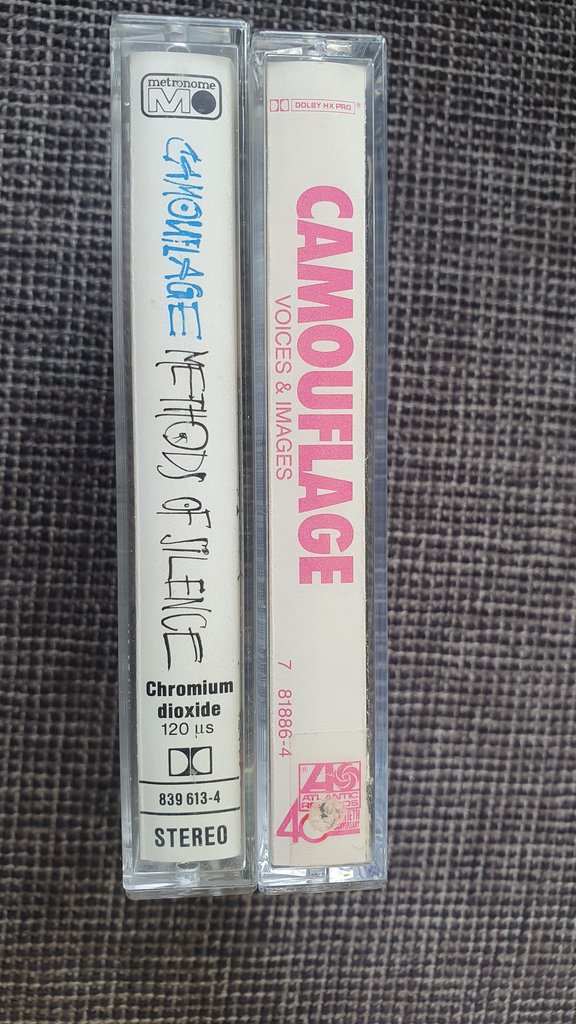 metronome
CAMOUFLAGE METHODS OF SILENCE
Chromium
dioxide
120 µs
839 613-4
STEREO
DOLBY HX PRO
CAMOUFLAGE
VOICES & IMAGES
7 81886-4
ATLANTIC
40